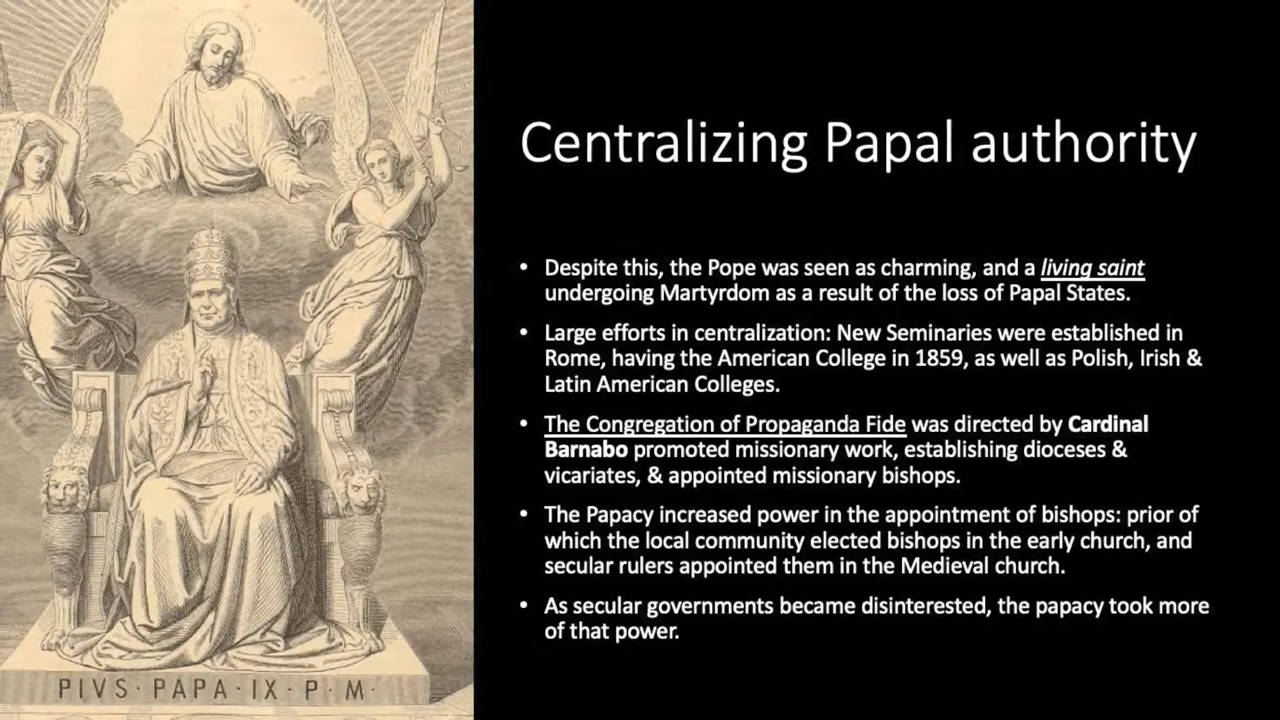 Centralizing Papal authority
• Despite this, the Pope was seen as charming, and a living saint
undergoing Martyrdom as a result of the loss of Papal States.
• Large efforts in centralization: New Seminaries were established in
Rome, having the American College in 1859, as well as Polish, Irish &
Latin American Colleges.
• The Congregation of Propaganda Fide was directed by Cardinal
Barnabo promoted missionary work, establishing dioceses &
vicariates, & appointed missionary bishops.
• The Papacy increased power in the appointment of bishops: prior of
which the local community elected bishops in the early church, and
secular rulers appointed them in the Medieval church.
• As secular governments became disinterested, the papacy took more
of that power.
PIVS · PAPA · IX · P · M ·